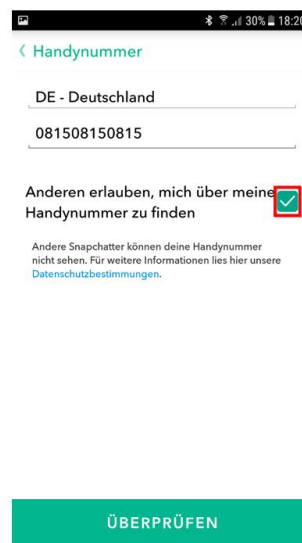 30% 18:20
Handynummer
DE - Deutschland
081508150815
Anderen erlauben, mich über meine
Handynummer zu finden
Andere Snapchatter können deine Handynummer
nicht sehen. Für weitere Informationen lies hier unsere
Datenschutzbestimmungen.
ÜBERPRÜFEN